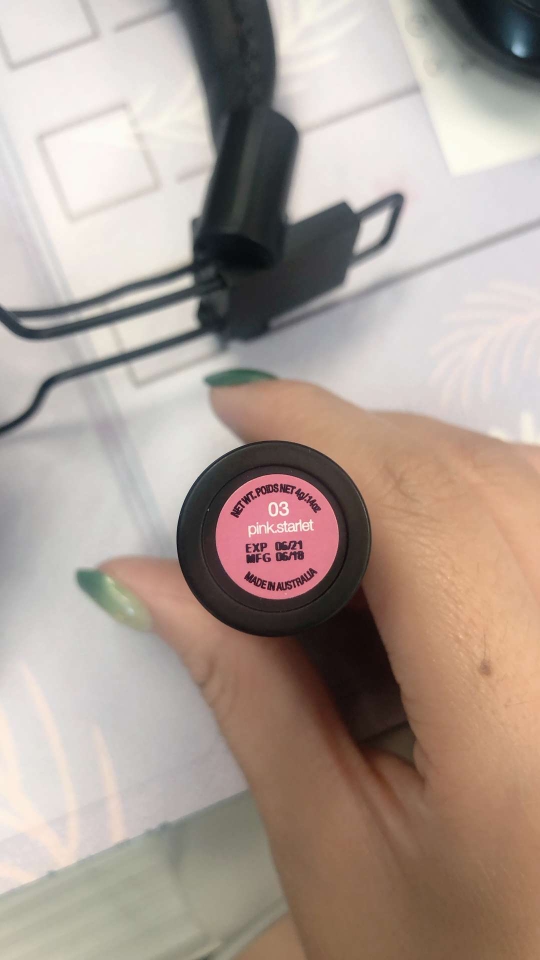 NET WT. POIDS NET 4g/.14oz
03
pink.starlet
EXP 06/21
MFG 06/18
MADE IN AUSTRALIA